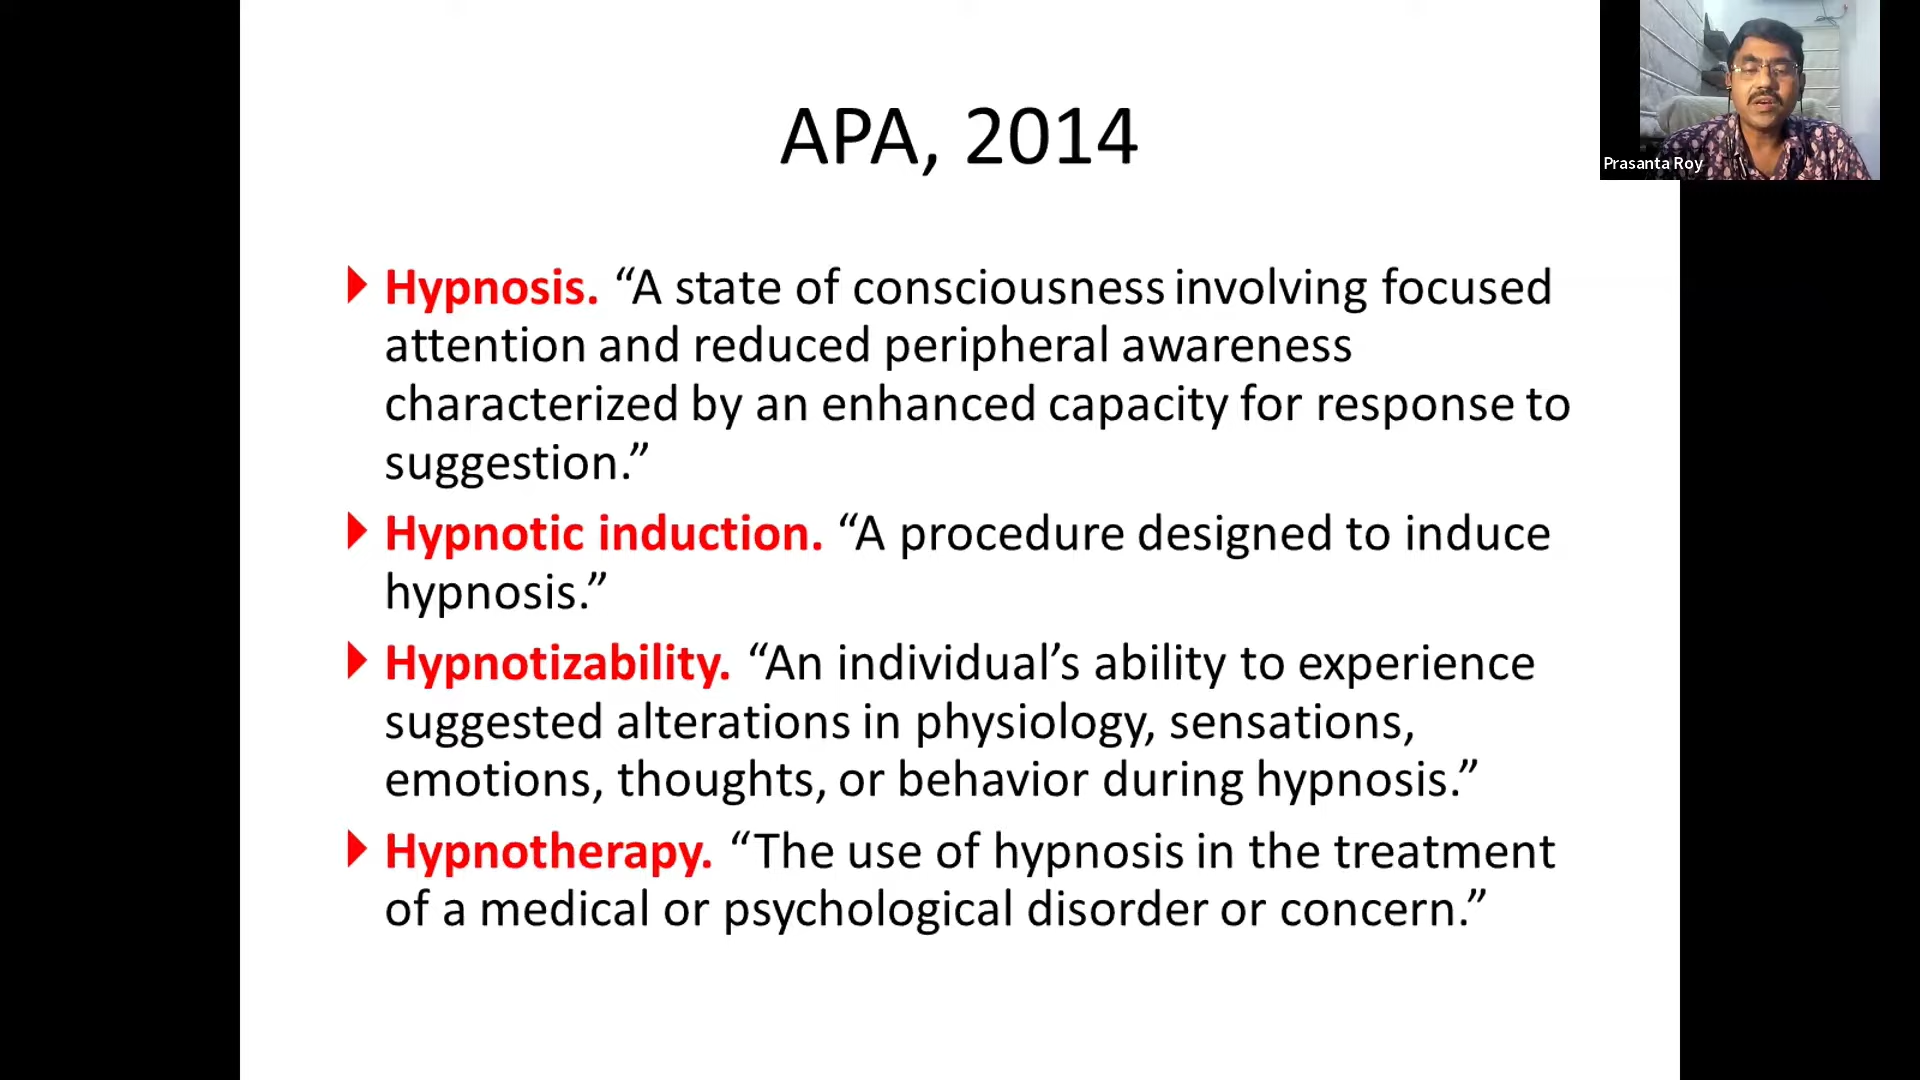 APA, 2014
Prasanta Roy
Hypnosis. “A state of consciousness involving focused
attention and reduced peripheral awareness
characterized by an enhanced capacity for response to
suggestion.”
Hypnotic induction. “A procedure designed to induce
hypnosis.”
Hypnotizability. “An individual’s ability to experience
suggested alterations in physiology, sensations,
emotions, thoughts, or behavior during hypnosis.”
Hypnotherapy. “The use of hypnosis in the treatment
of a medical or psychological disorder or concern.”